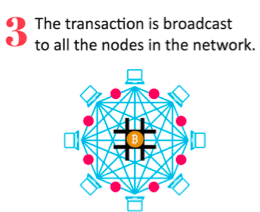 3 The transaction is broadcast
to all the nodes in the network.
₿